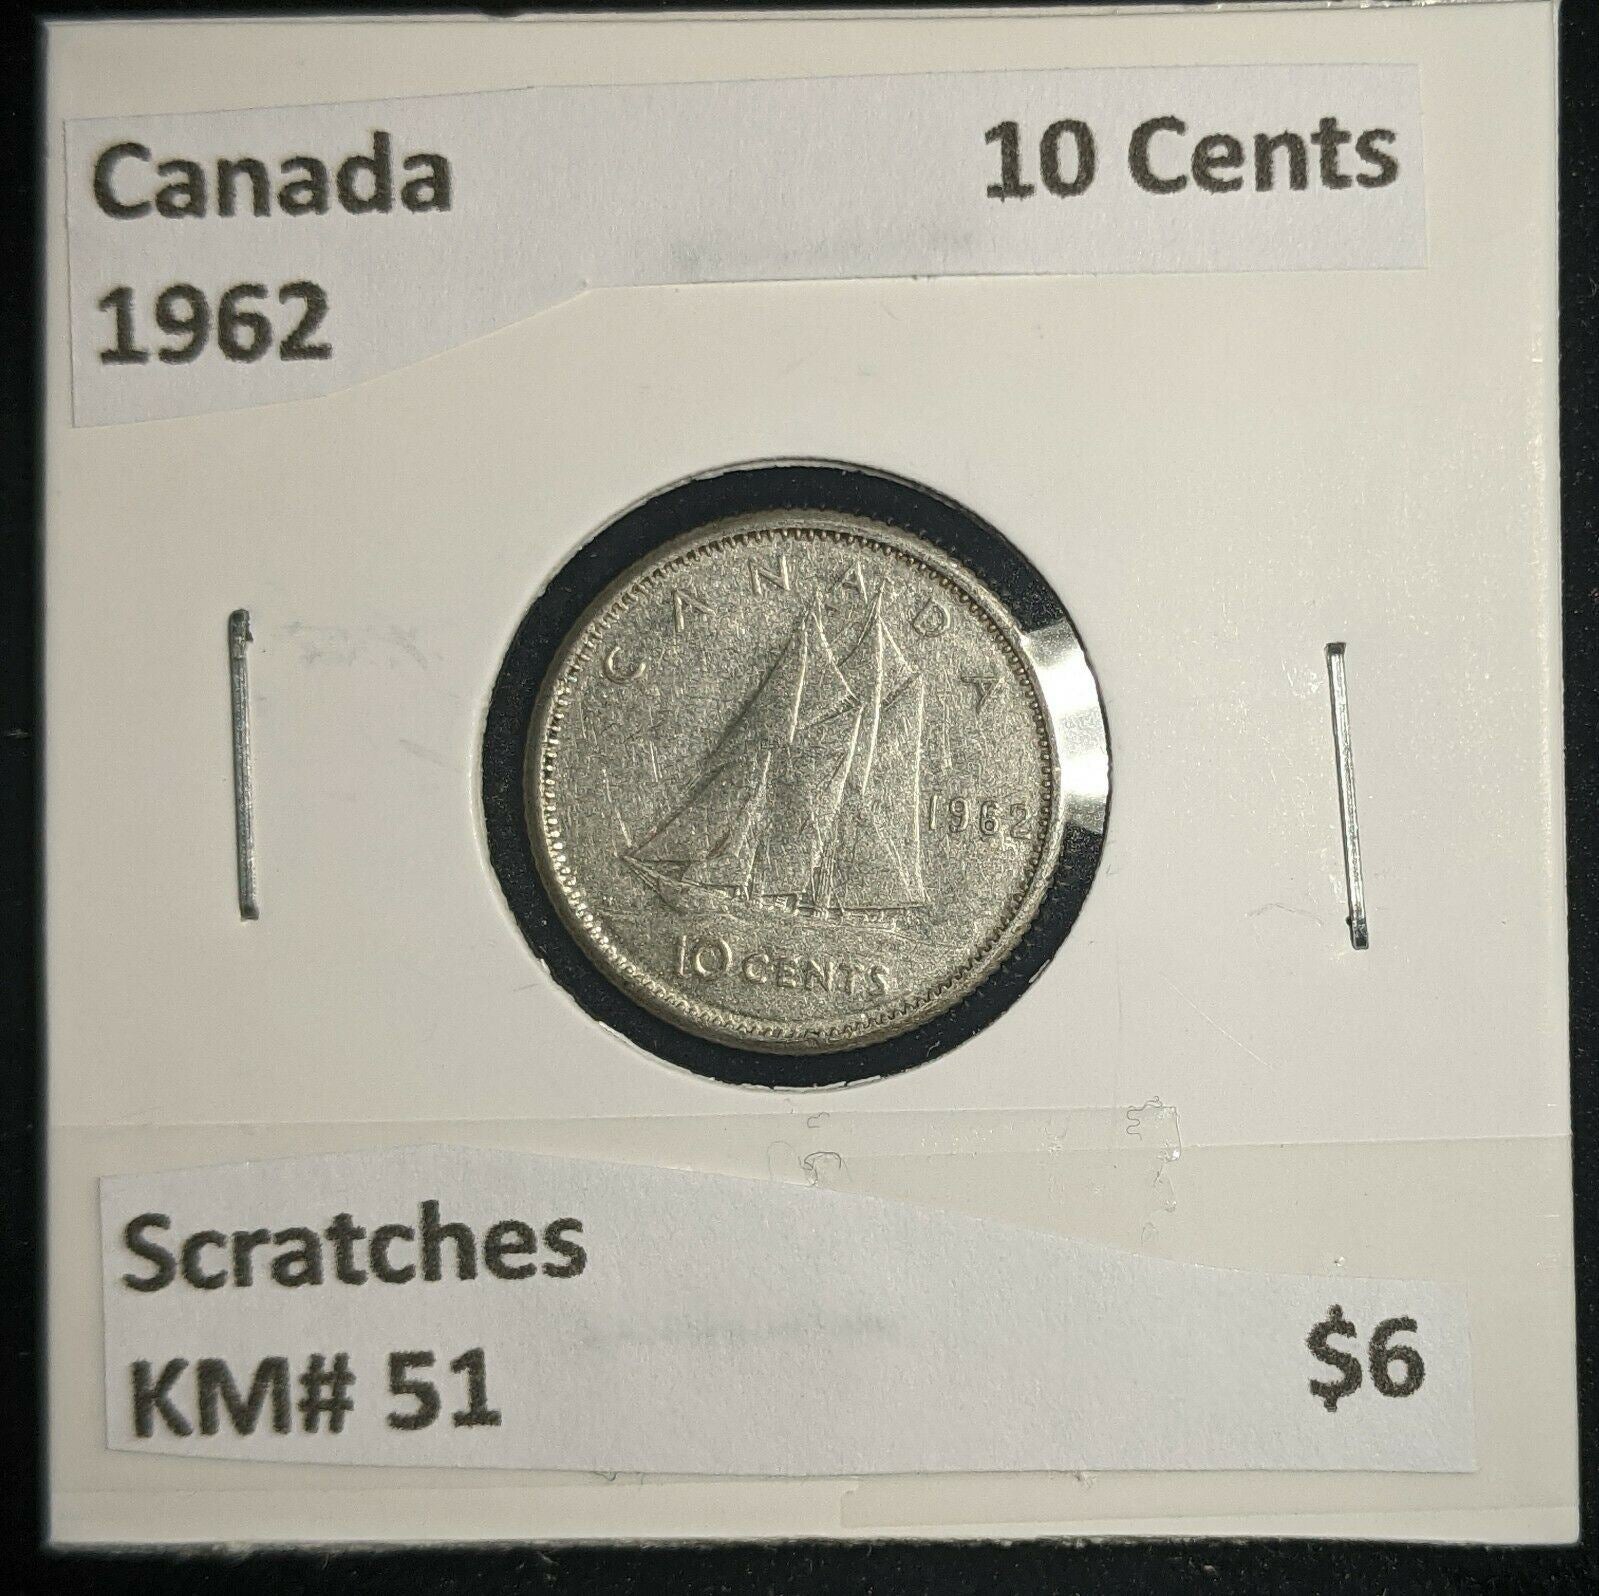 Canada 10 Cents
1962
CANADA
1962
10 CENTS
Scratches
KM# 51 $6